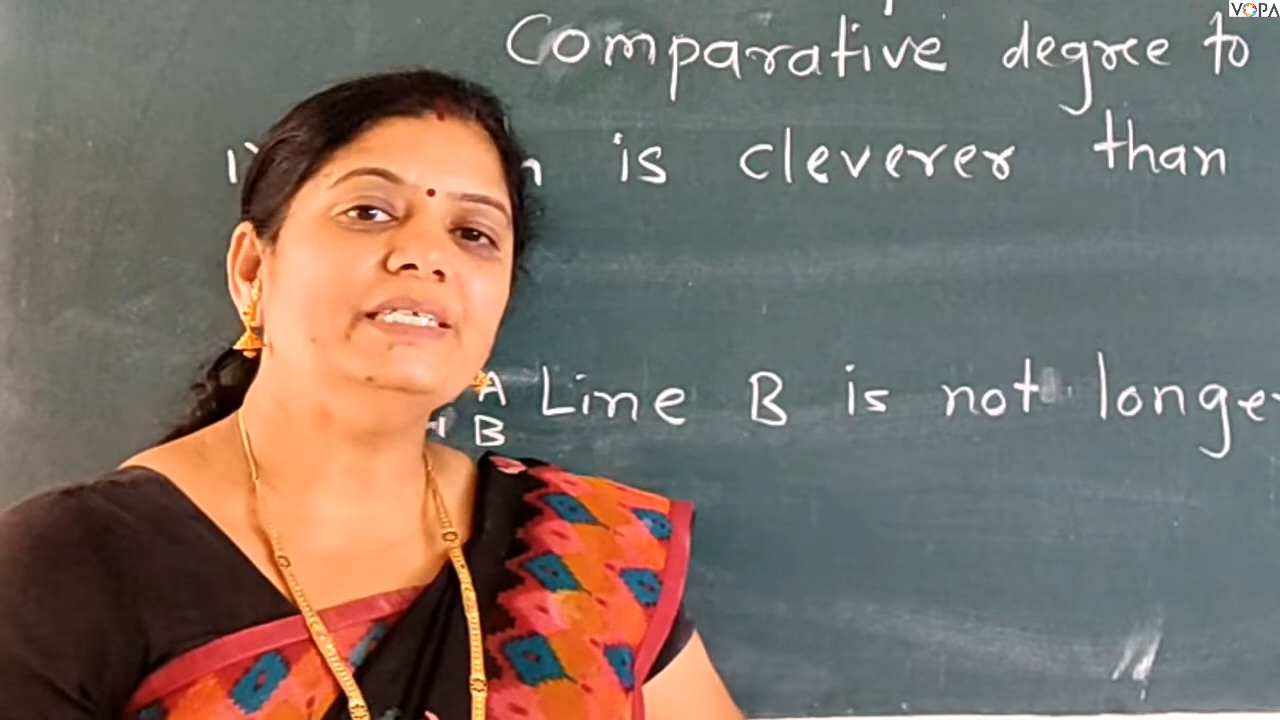 VOPA
Comparative degree to
is cleverer than
A Line B is not longe
B